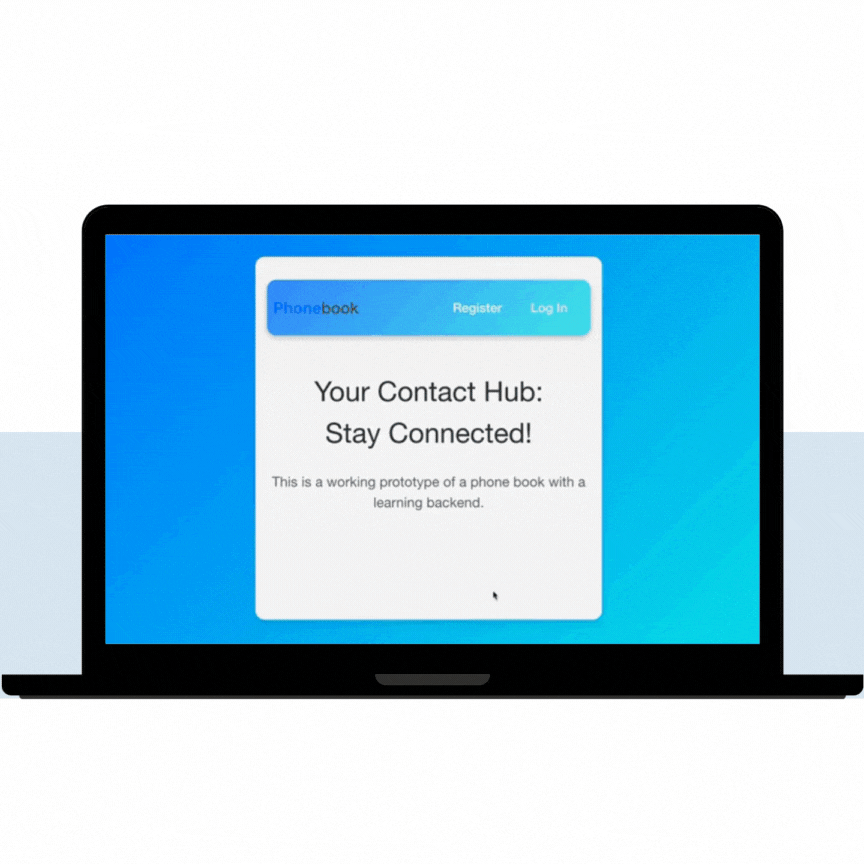 Phonebook Register Log In
Your Contact Hub:
Stay Connected!
This is a working prototype of a phone book with a
learning backend.